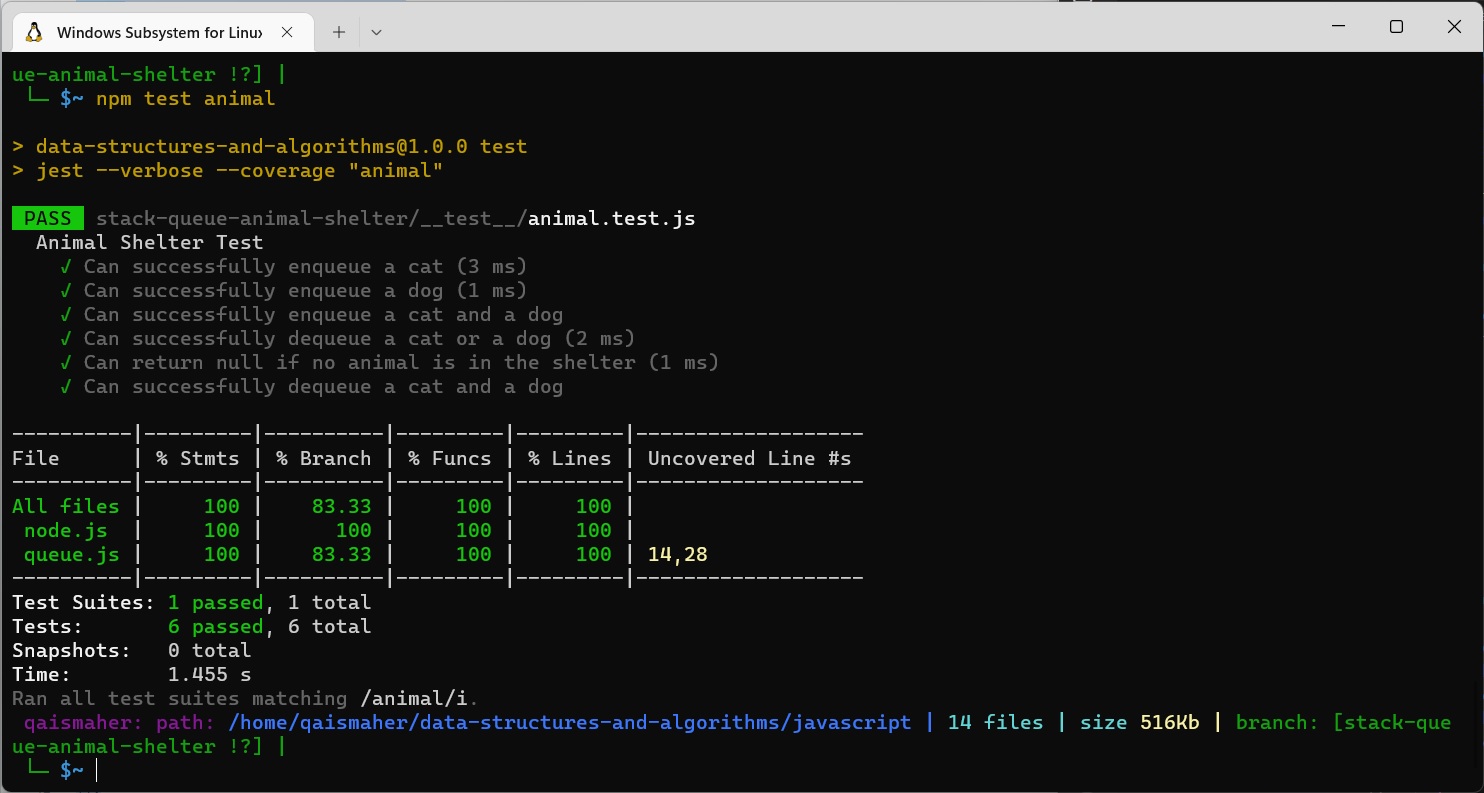 Windows Subsystem for Linux
ue-animal-shelter !?] |
└─ $~ npm test animal
> data-structures-and-algorithms@1.0.0 test
> jest --verbose --coverage "animal"
PASS stack-queue-animal-shelter/__test__/animal.test.js
Animal Shelter Test
√ Can successfully enqueue a cat (3 ms)
√ Can successfully enqueue a dog (1 ms)
√ Can successfully enqueue a cat and a dog
√ Can successfully dequeue a cat or a dog (2 ms)
√ Can return null if no animal is in the shelter (1 ms)
√ Can successfully dequeue a cat and a dog
----------|---------|----------|---------|---------|-------------------
File | % Stmts | % Branch | % Funcs | % Lines | Uncovered Line #s
----------|---------|----------|---------|---------|-------------------
All files | 100 | 83.33 | 100 | 100 |
node.js | 100 | 100 | 100 | 100 |
queue.js | 100 | 83.33 | 100 | 100 | 14,28
----------|---------|----------|---------|---------|-------------------
Test Suites: 1 passed, 1 total
Tests: 6 passed, 6 total
Snapshots: 0 total
Time: 1.455 s
Ran all test suites matching /animal/i.
qaismaher: path: /home/qaismaher/data-structures-and-algorithms/javascript | 14 files | size 516Kb | branch: [stack-que
ue-animal-shelter !?] |
└─ $~